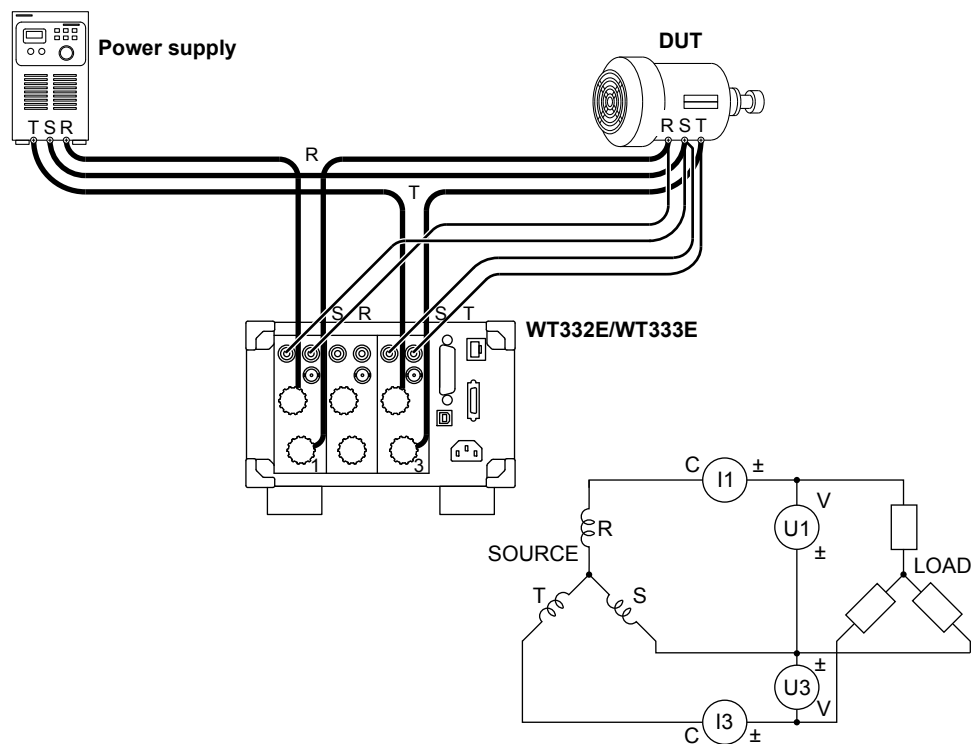 Power supply
DUT
T S R
R S T
R
T
S R
S T
WT332E/WT333E
1
3
C I1 ±
V
R
U1
SOURCE
±
LOAD
T
S
±
U3
V
C I3 ±